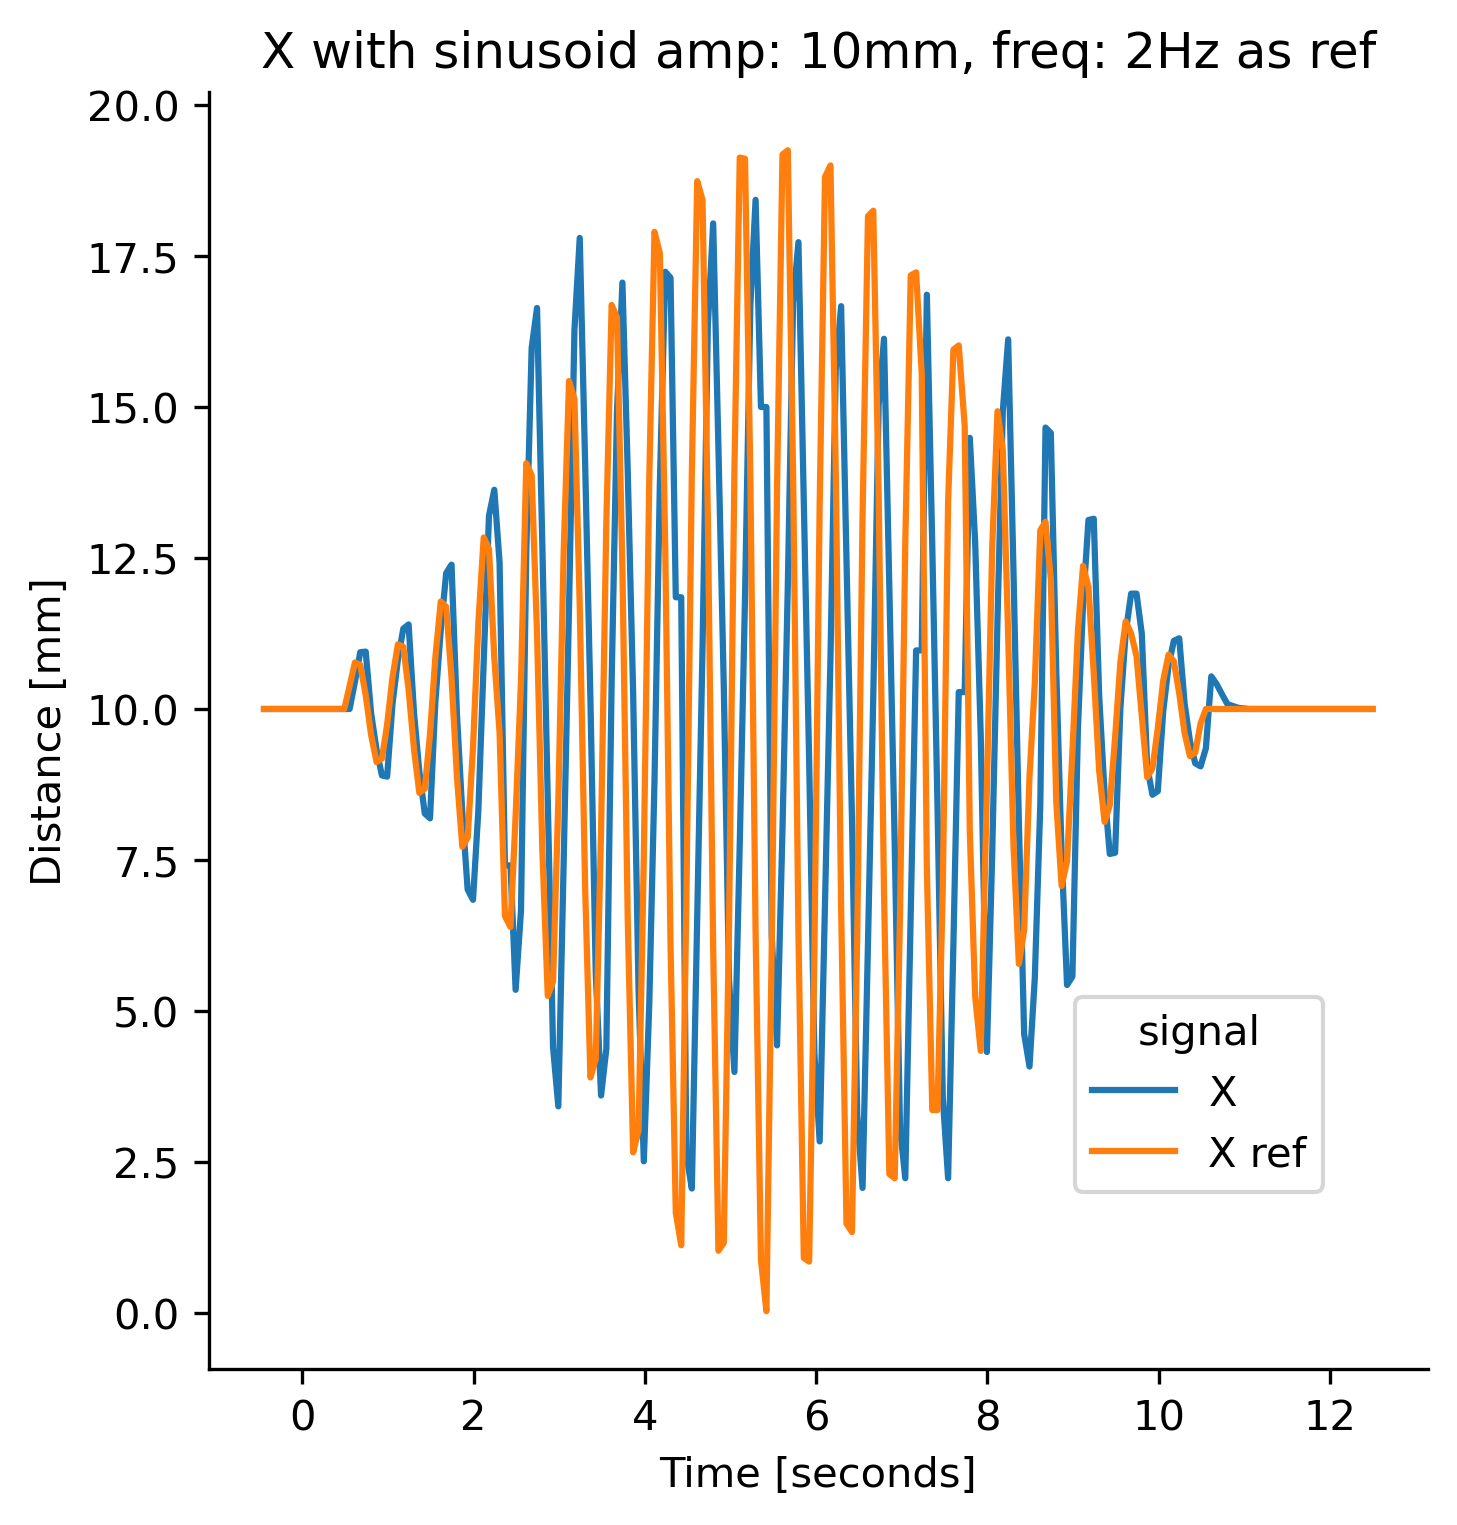 X with sinusoid amp: 10mm, freq: 2Hz as ref
20.0
17.5
15.0
12.5
10.0
7.5
5.0
2.5
0.0
Distance [mm]
signal
X
X ref
0 2 4 6 8 10 12
Time [seconds]